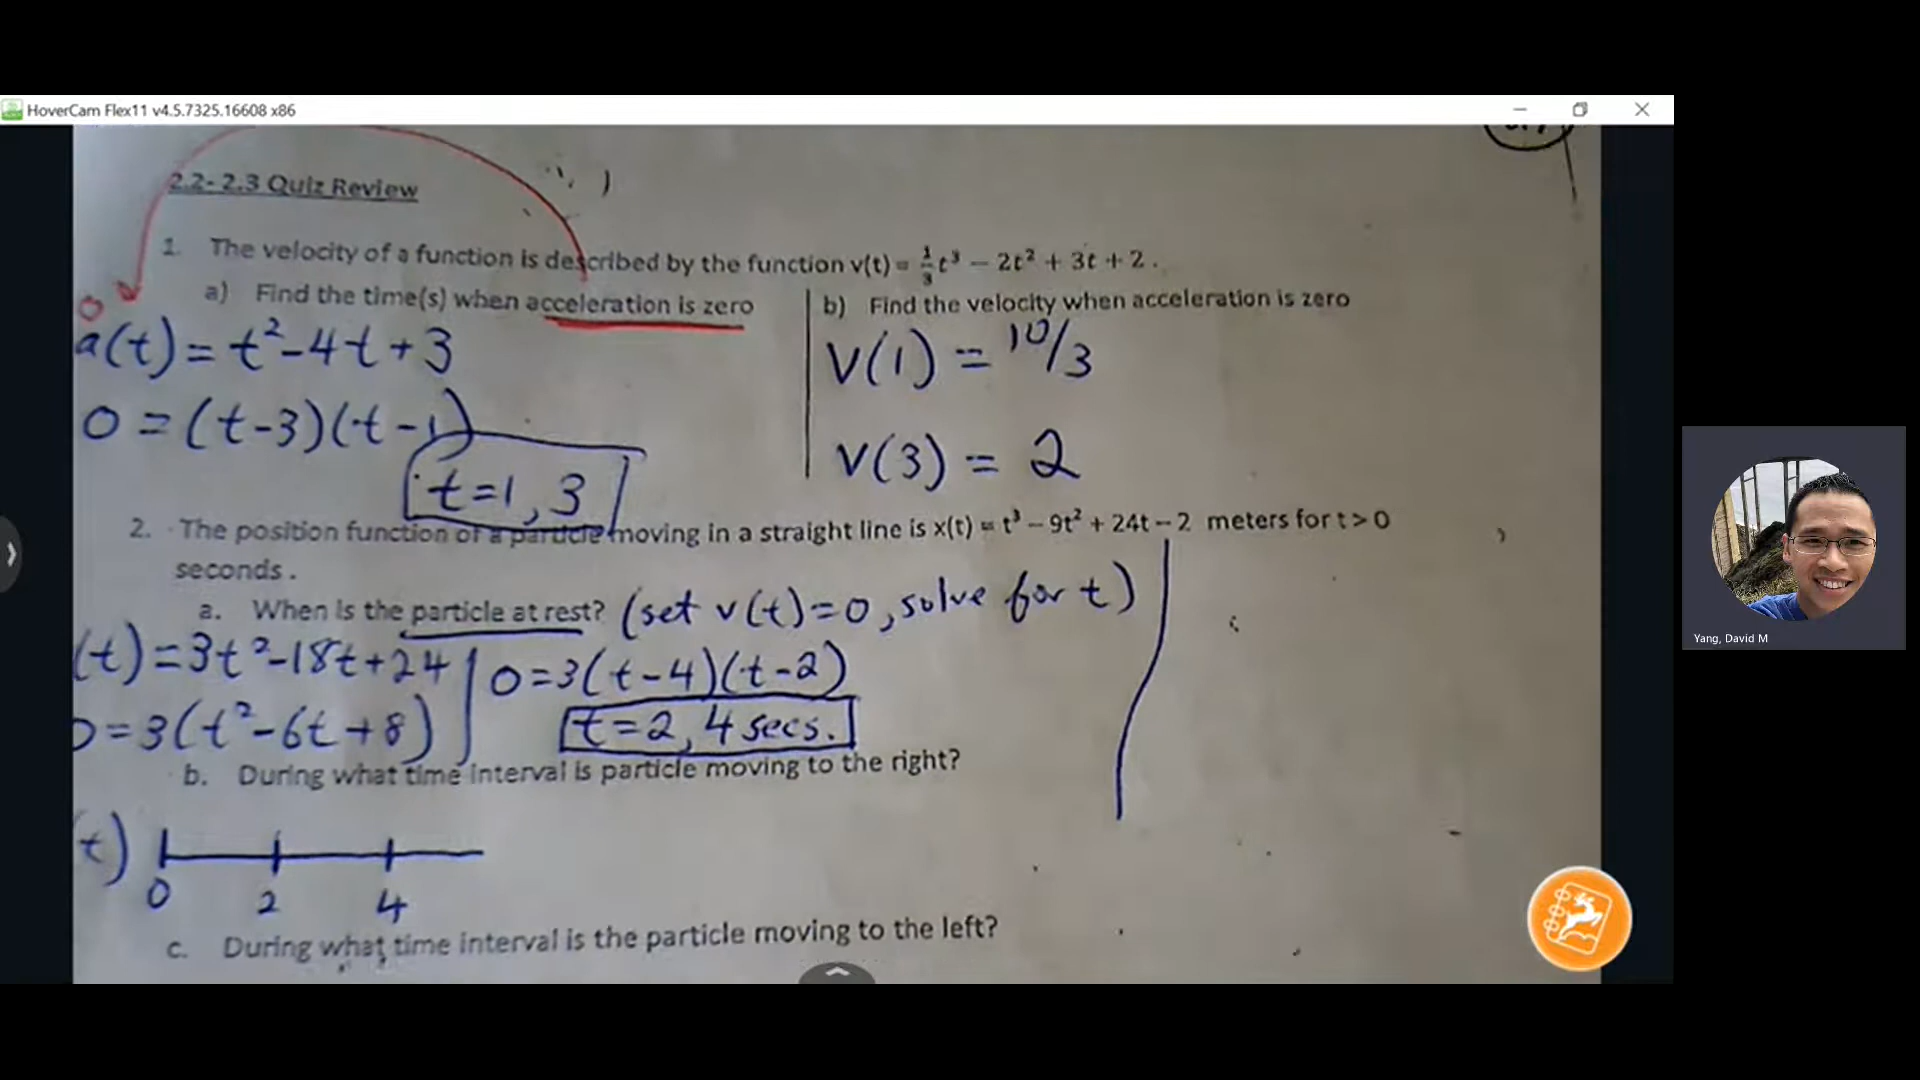 HoverCam Flex11 v4.5.7325.16608 x86
2.2- 2.3 Quiz Review
1. The velocity of a function is described by the function v(t) = 1/3 t³ − 2t² + 3t + 2 .
a) Find the time(s) when acceleration is zero
b) Find the velocity when acceleration is zero
0
a(t) = t² - 4t + 3
0 = (t-3)(t-1)
t=1, 3
v(1) = 10/3
v(3) = 2
2. The position function of a particle moving in a straight line is x(t) = t³ − 9t² + 24t − 2 meters for t > 0
seconds .
a. When is the particle at rest? (set v(t)=0, solve for t)
(t)=3t²-18t+24
0=3(t²-6t+8)
0=3(t-4)(t-2)
t=2, 4 secs.
b. During what time interval is particle moving to the right?
t)
0 2 4
c. During what time interval is the particle moving to the left?
Yang, David M